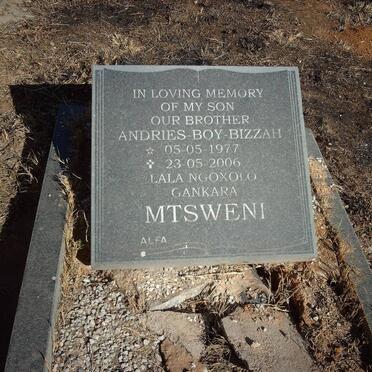 IN LOVING MEMORY
OF MY SON
OUR BROTHER
ANDRIES-BOY-BIZZAH
☆ 05-05-1977
✞ 23-05-2006
LALA NGOXOLO
GANKARA
MTSWENI
ALFA